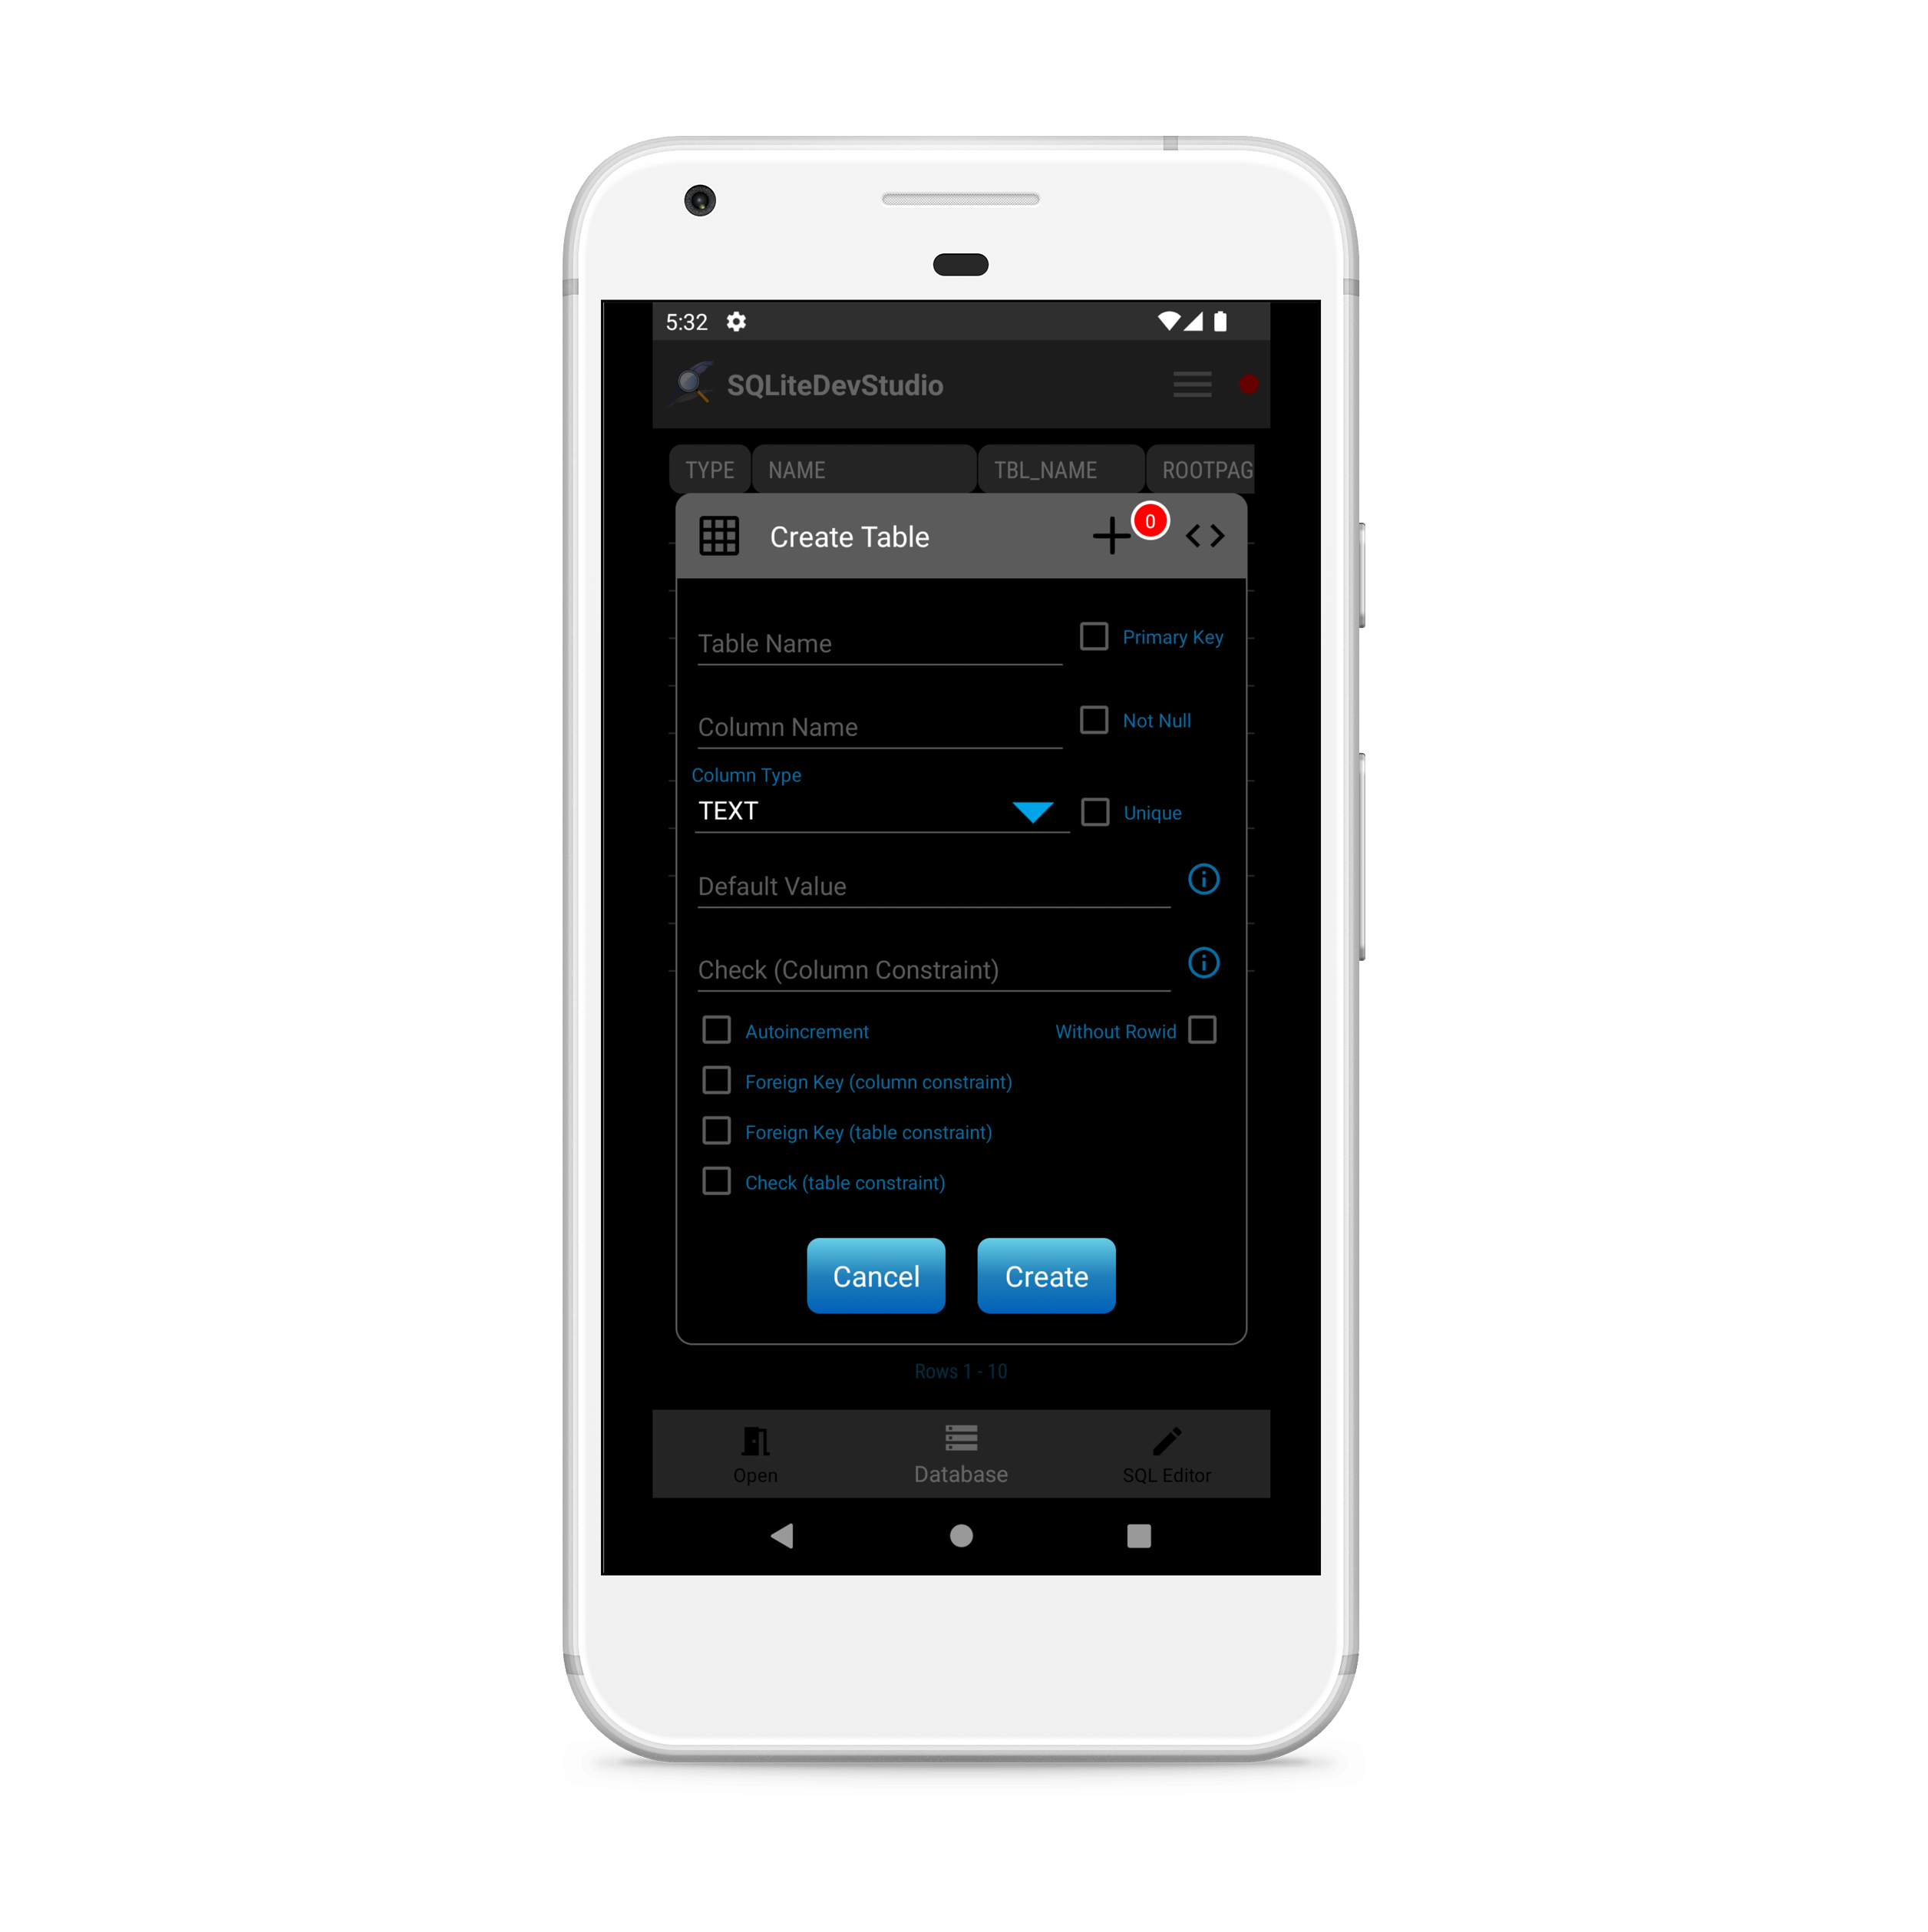 5:32
SQLiteDevStudio
TYPE NAME TBL_NAME ROOTPAG
Create Table 0
Table Name Primary Key
Column Name Not Null
Column Type
TEXT Unique
Default Value
Check (Column Constraint)
Autoincrement Without Rowid
Foreign Key (column constraint)
Foreign Key (table constraint)
Check (table constraint)
Cancel Create
Rows 1 - 10
Open Database SQL Editor